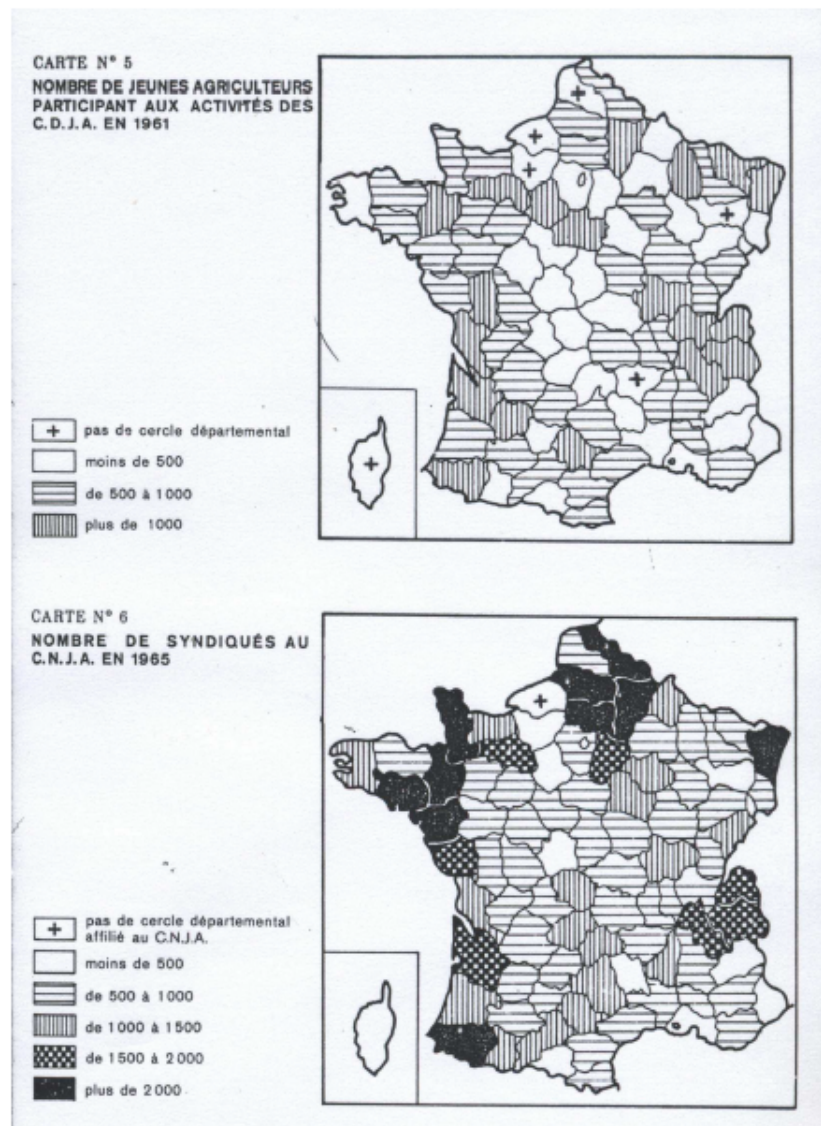 CARTE N° 5
NOMBRE DE JEUNES AGRICULTEURS
PARTICIPANT AUX ACTIVITÉS DES
C.D.J.A. EN 1961
+ pas de cercle départemental
moins de 500
de 500 à 1000
plus de 1000
CARTE N° 6
NOMBRE DE SYNDIQUÉS AU
C.N.J.A. EN 1965
+ pas de cercle départemental
affilié au C.N.J.A.
moins de 500
de 500 à 1000
de 1000 à 1500
de 1500 à 2000
plus de 2000